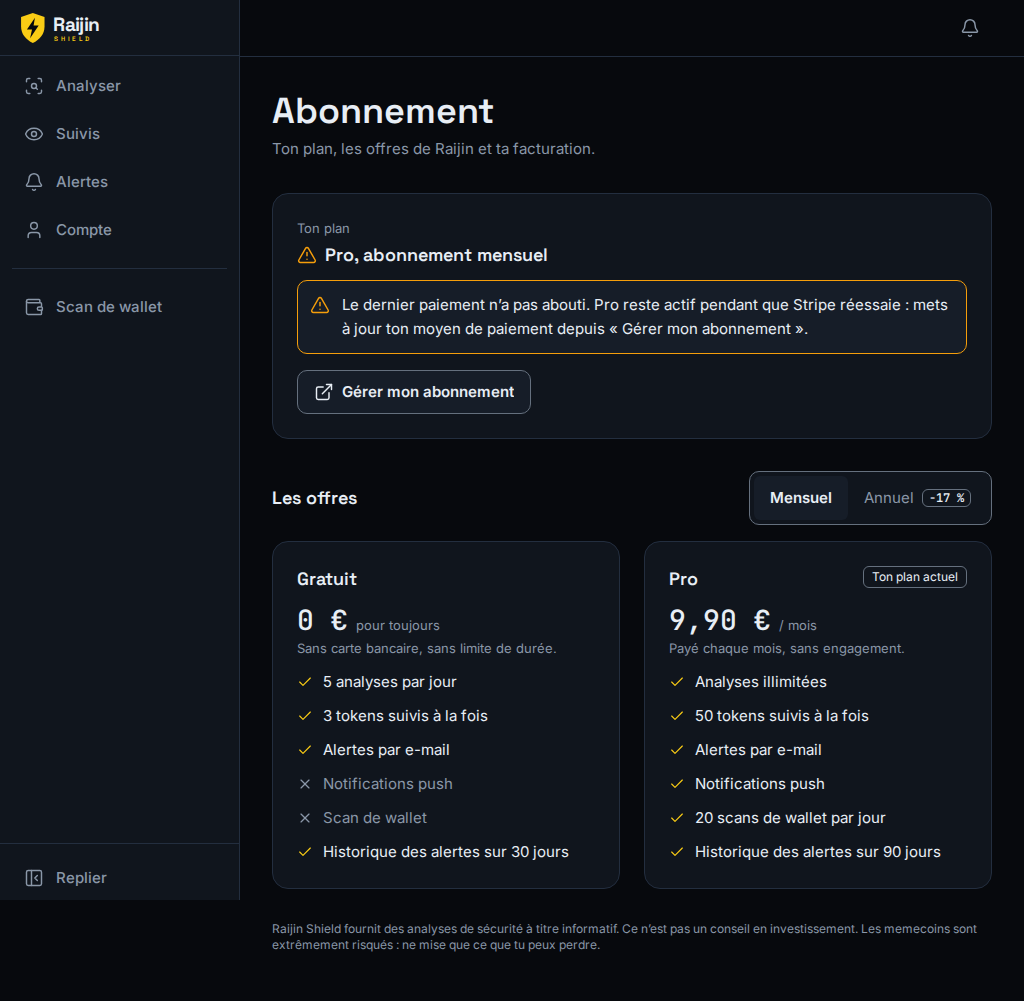 Raijin
SHIELD
Analyser
Suivis
Alertes
Compte
Scan de wallet
Replier
Abonnement
Ton plan, les offres de Raijin et ta facturation.
Ton plan
Pro, abonnement mensuel
Le dernier paiement n’a pas abouti. Pro reste actif pendant que Stripe réessaie : mets
à jour ton moyen de paiement depuis « Gérer mon abonnement ».
Gérer mon abonnement
Les offres
Mensuel
Annuel -17 %
Gratuit
0 € pour toujours
Sans carte bancaire, sans limite de durée.
5 analyses par jour
3 tokens suivis à la fois
Alertes par e-mail
Notifications push
Scan de wallet
Historique des alertes sur 30 jours
Pro
Ton plan actuel
9,90 € / mois
Payé chaque mois, sans engagement.
Analyses illimitées
50 tokens suivis à la fois
Alertes par e-mail
Notifications push
20 scans de wallet par jour
Historique des alertes sur 90 jours
Raijin Shield fournit des analyses de sécurité à titre informatif. Ce n’est pas un conseil en investissement. Les memecoins sont
extrêmement risqués : ne mise que ce que tu peux perdre.